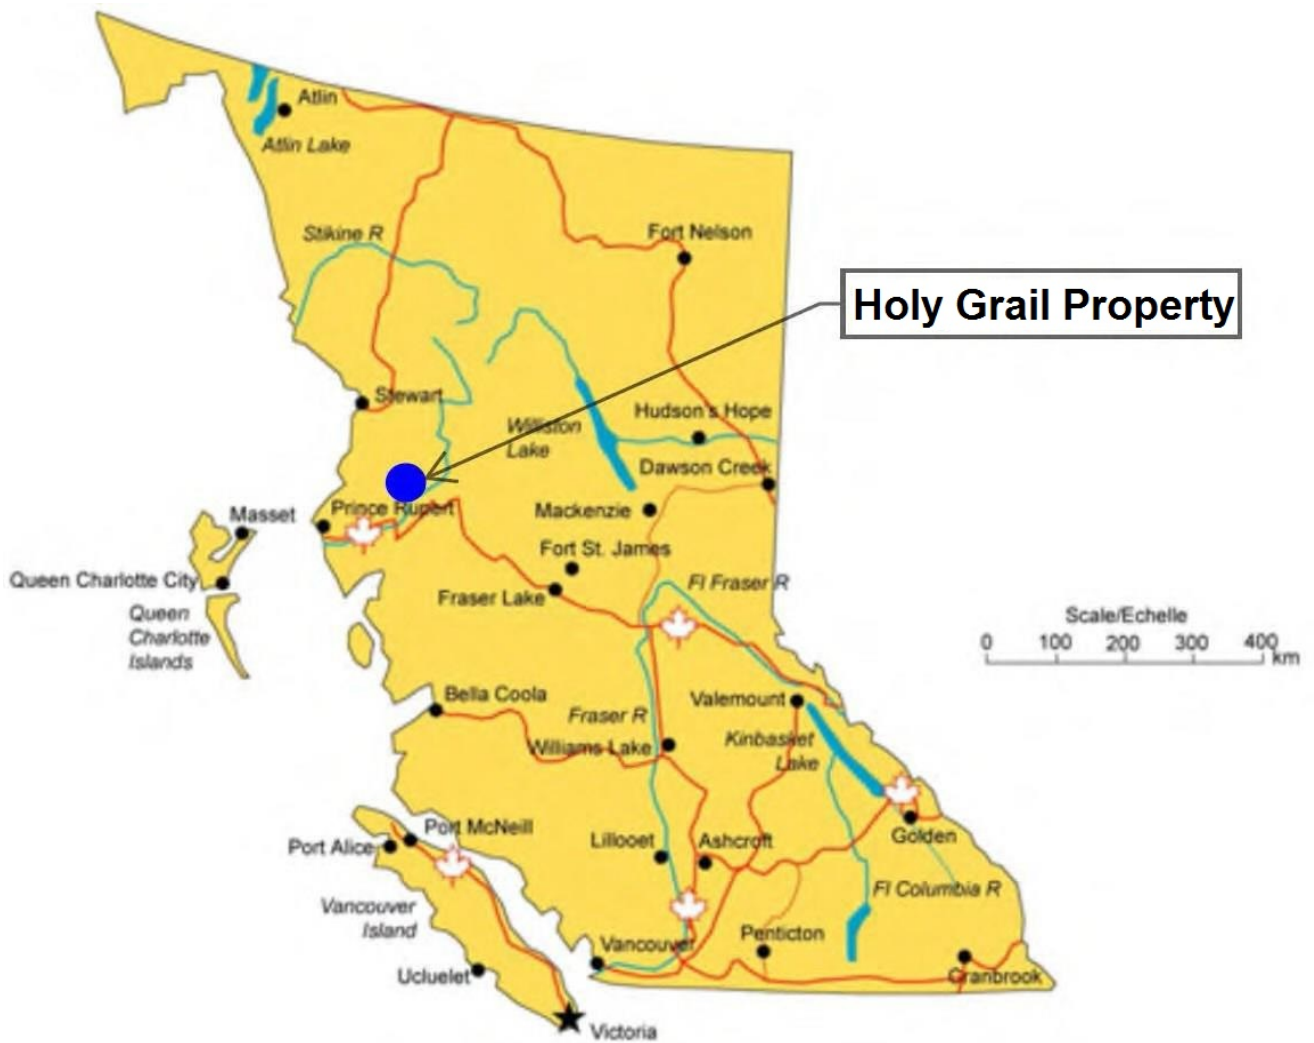 Atlin
Atlin Lake
Stikine R
Fort Nelson
Holy Grail Property
Stewart
Hudson's Hope
Williston
Lake
Dawson Creek
Prince Rupert
Mackenzie
Masset
Fort St. James
Queen Charlotte City
Fraser Lake
Fl Fraser R
Queen
Charlotte
Islands
Scale/Echelle
0 100 200 300 400
km
Bella Coola
Valemount
Fraser R
Williams Lake
Kinbasket
Lake
Port McNeill
Port Alice
Lillooet
Ashcroft
Golden
Fl Columbia R
Vancouver
Island
Vancouver
Penticton
Ucluelet
Cranbrook
Victoria